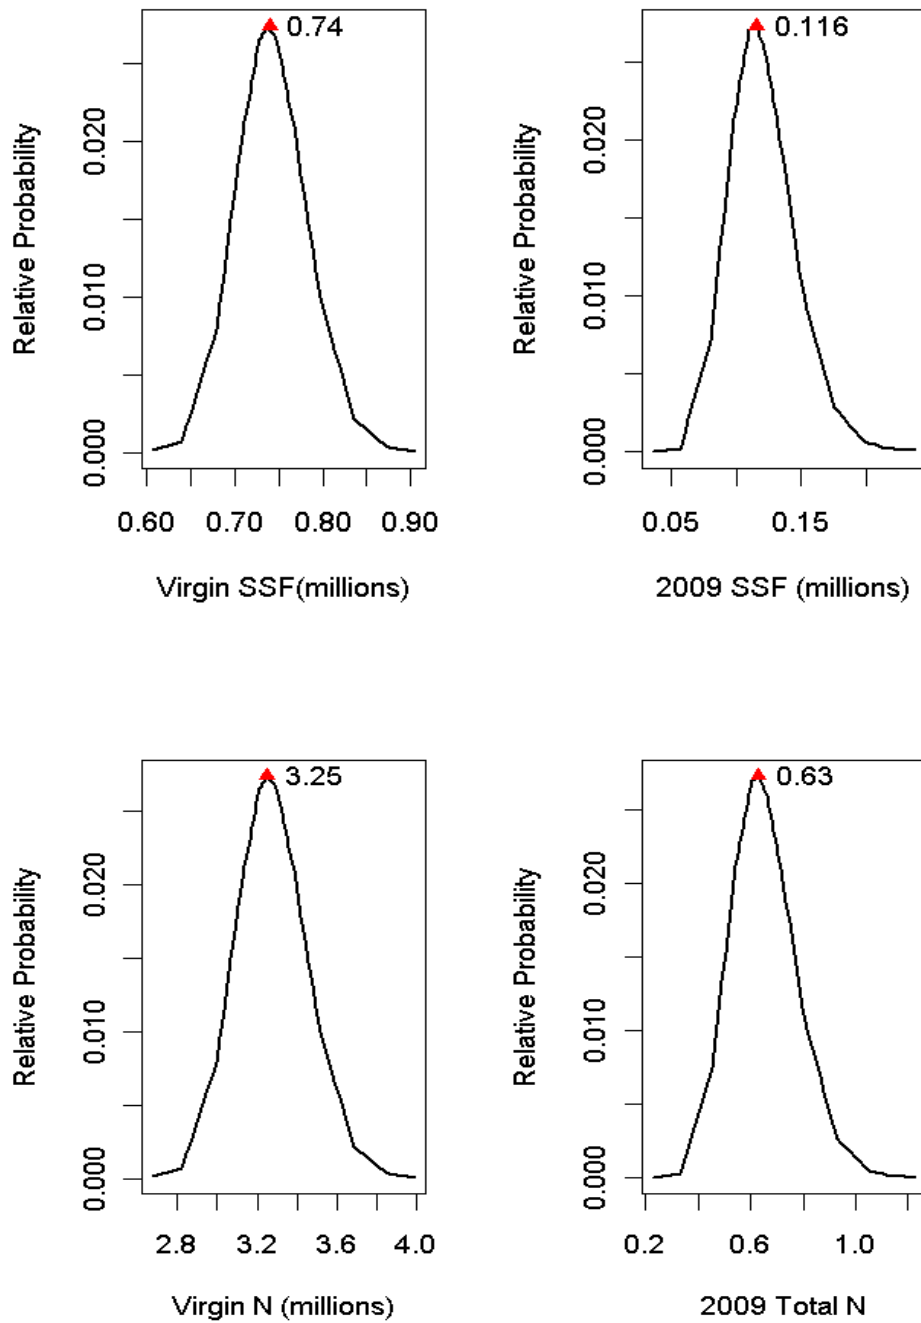 0.74
Relative Probability
0.000 0.010 0.020
0.60 0.70 0.80 0.90
Virgin SSF(millions)
0.116
Relative Probability
0.000 0.010 0.020
0.05 0.15
2009 SSF (millions)
3.25
Relative Probability
0.000 0.010 0.020
2.8 3.2 3.6 4.0
Virgin N (millions)
0.63
Relative Probability
0.000 0.010 0.020
0.2 0.6 1.0
2009 Total N